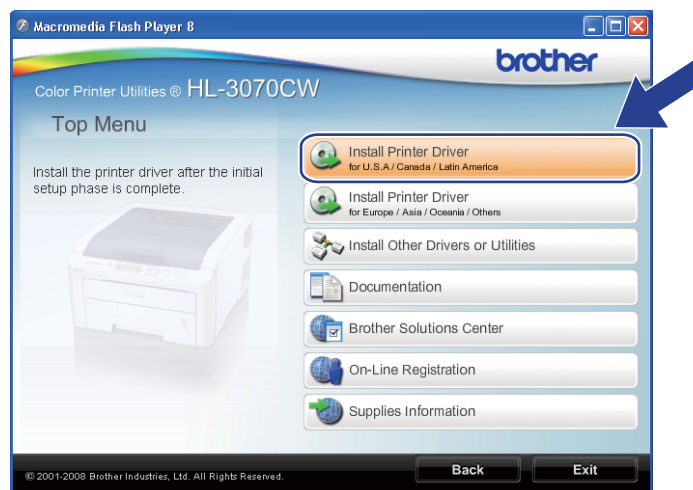 Macromedia Flash Player 8
brother
Color Printer Utilities ® HL-3070CW
Top Menu
Install the printer driver after the initial
setup phase is complete.
Install Printer Driver
for U.S.A / Canada / Latin America
Install Printer Driver
for Europe / Asia / Oceania / Others
Install Other Drivers or Utilities
Documentation
Brother Solutions Center
On-Line Registration
Supplies Information
© 2001-2008 Brother Industries, Ltd. All Rights Reserved.
Back
Exit